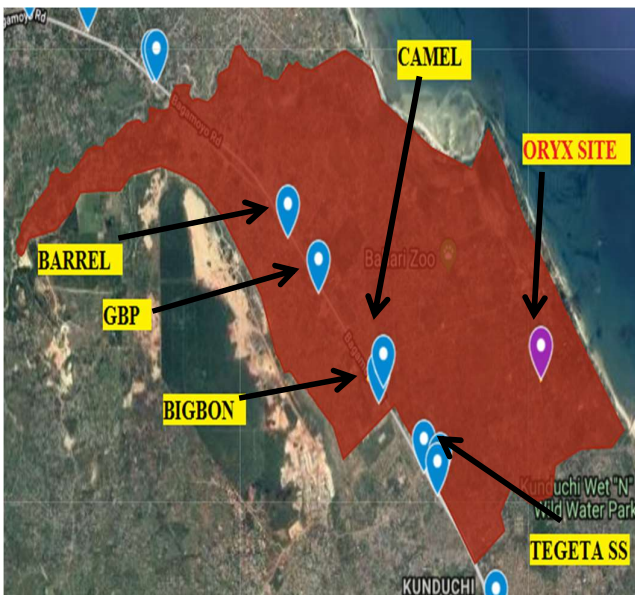 agamoyo Rd
CAMEL
Bagamoyo Rd
ORYX SITE
BARREL
Bahari Zoo
GBP
BIGBON
Kunduchi Wet "N"
Wild Water Park
TEGETA SS
KUNDUCHI